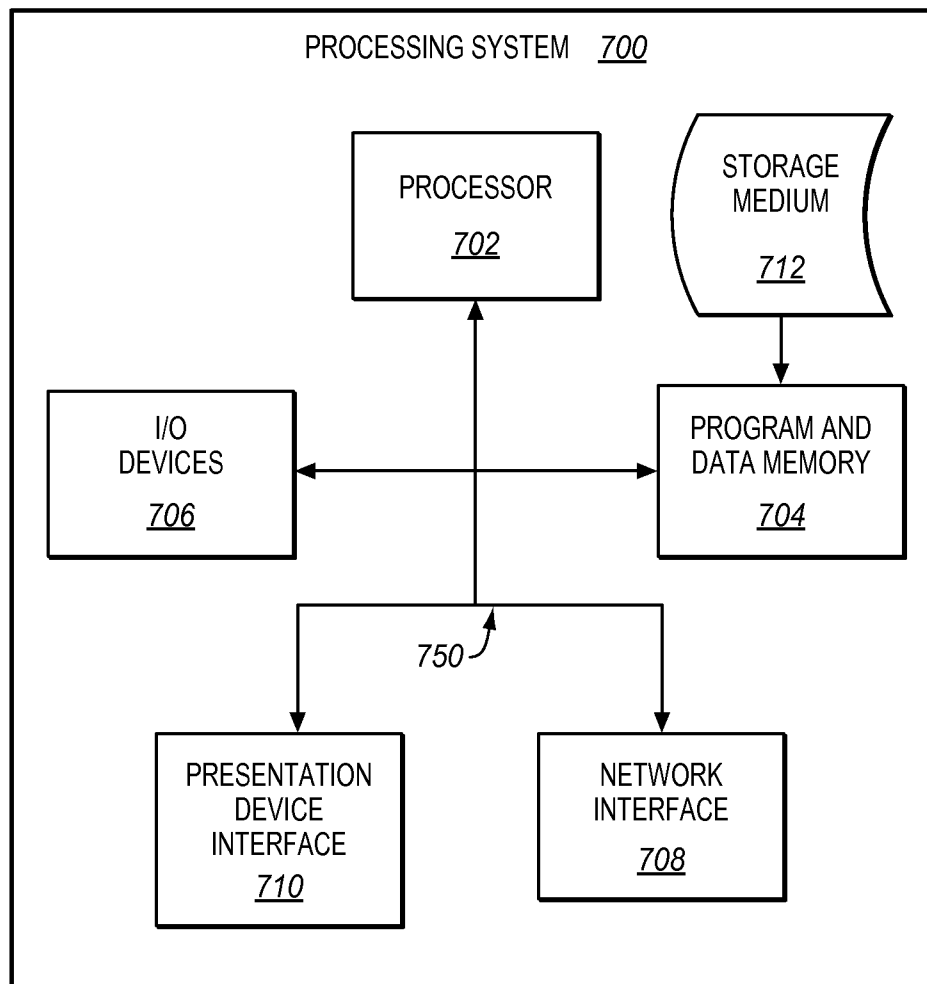 PROCESSING SYSTEM 700
PROCESSOR
702
STORAGE
MEDIUM
712
I/O
DEVICES
706
PROGRAM AND
DATA MEMORY
704
750
PRESENTATION
DEVICE
INTERFACE
710
NETWORK
INTERFACE
708